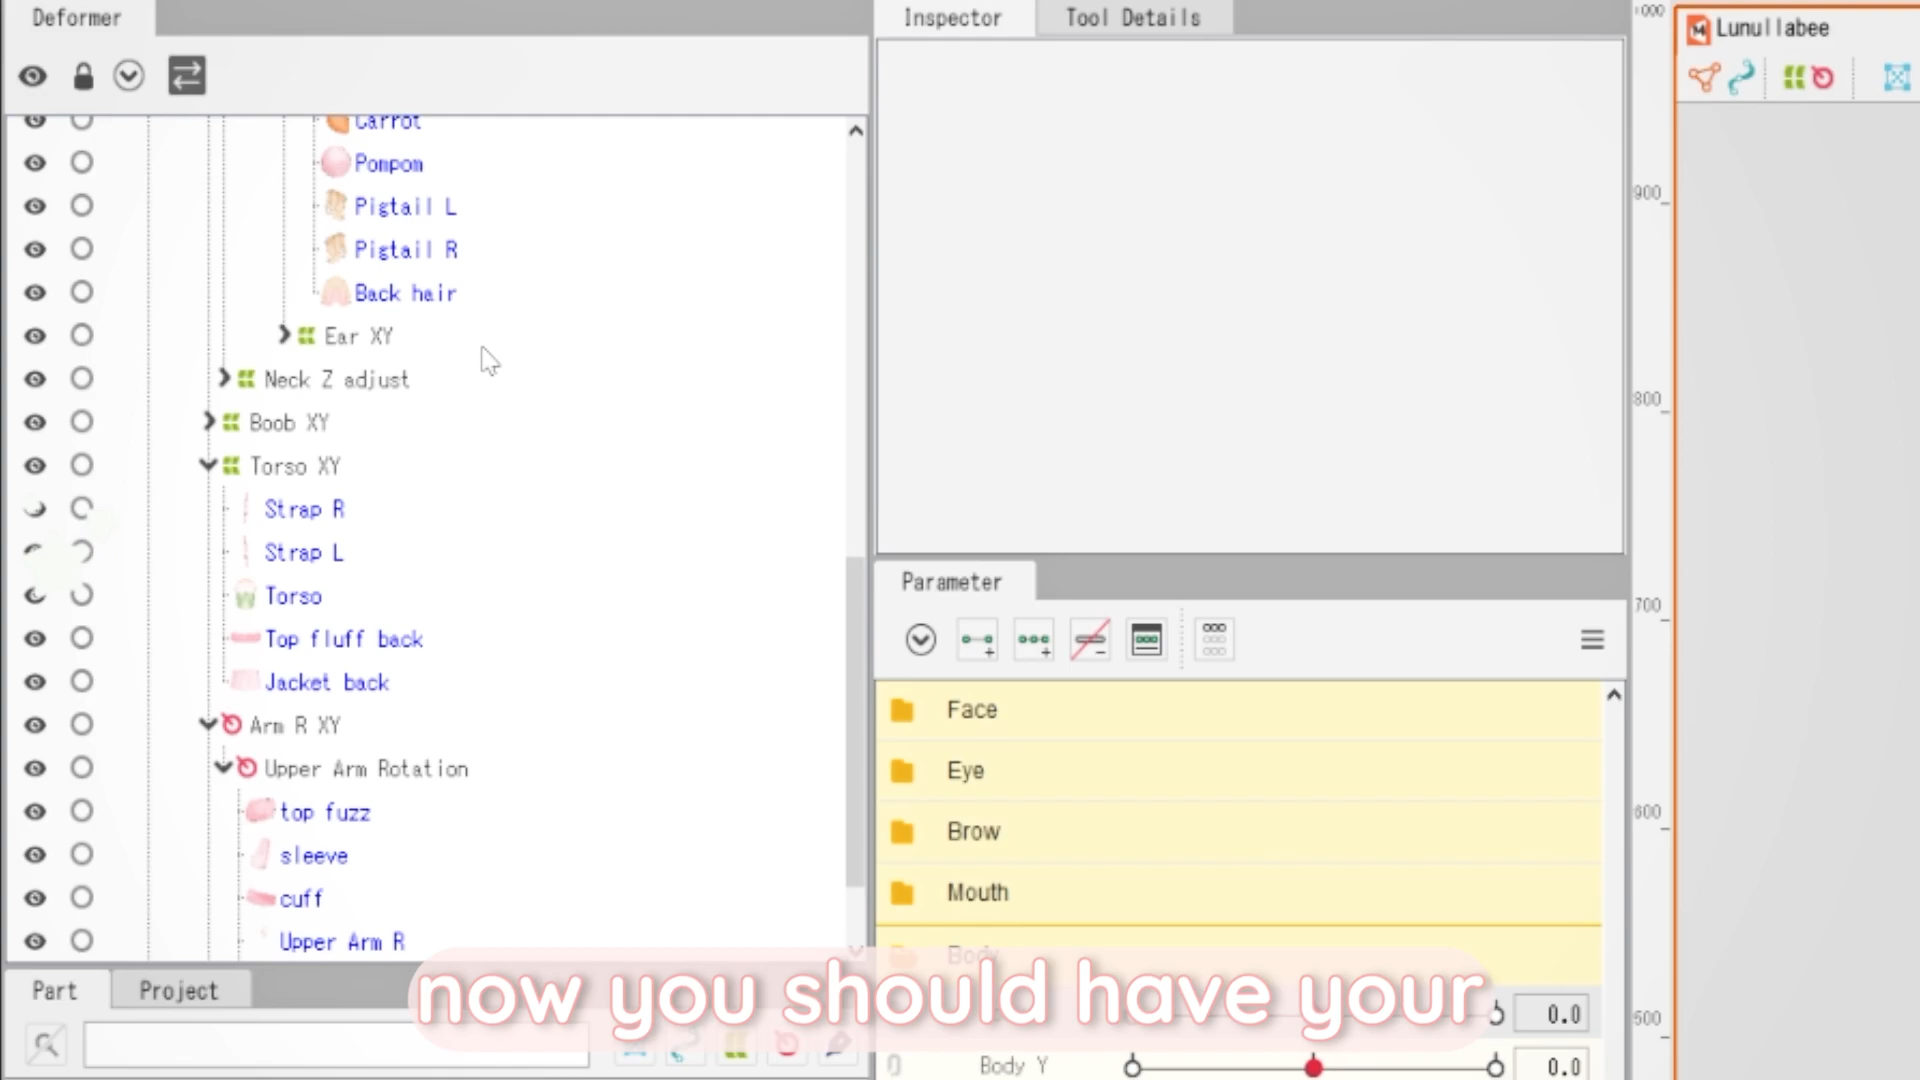 Deformer
Inspector
Tool Details
1000
Lunullabee
Carrot
Pompom
Pigtail L
Pigtail R
Back hair
Ear XY
Neck Z adjust
Boob XY
Torso XY
Strap R
Strap L
Torso
Top fluff back
Jacket back
Arm R XY
Upper Arm Rotation
top fuzz
sleeve
cuff
Upper Arm R
900
800
700
600
500
Parameter
Face
Eye
Brow
Mouth
Body
0.0
Body Y
0.0
Part
Project
now you should have your